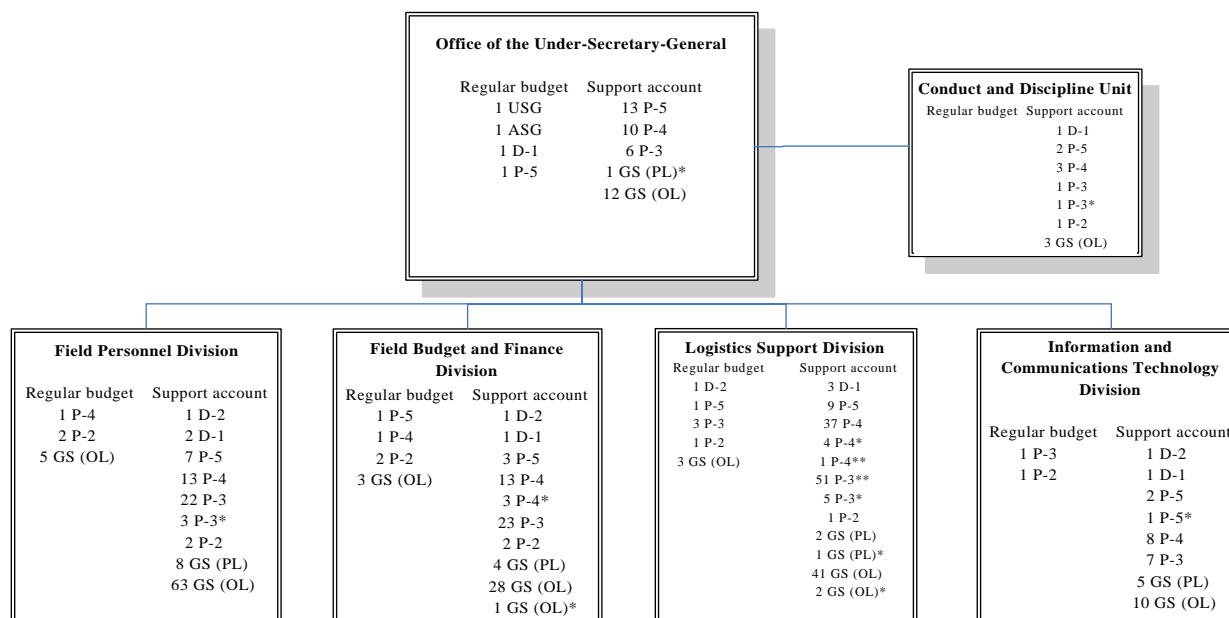 Office of the Under-Secretary-General
Regular budget Support account
1 USG 13 P-5
1 ASG 10 P-4
1 D-1 6 P-3
1 P-5 1 GS (PL)*
12 GS (OL)
Conduct and Discipline Unit
Regular budget Support account
1 D-1
2 P-5
3 P-4
1 P-3
1 P-3*
1 P-2
3 GS (OL)
Field Personnel Division
Regular budget Support account
1 P-4 1 D-2
2 P-2 2 D-1
5 GS (OL) 7 P-5
13 P-4
22 P-3
3 P-3*
2 P-2
8 GS (PL)
63 GS (OL)
Field Budget and Finance
Division
Regular budget Support account
1 P-5 1 D-2
1 P-4 1 D-1
2 P-2 3 P-5
3 GS (OL) 13 P-4
3 P-4*
23 P-3
2 P-2
4 GS (PL)
28 GS (OL)
1 GS (OL)*
Logistics Support Division
Regular budget Support account
1 D-2 3 D-1
1 P-5 9 P-5
3 P-3 37 P-4
1 P-2 4 P-4*
3 GS (OL) 1 P-4**
51 P-3**
5 P-3*
1 P-2
2 GS (PL)
1 GS (PL)*
41 GS (OL)
2 GS (OL)*
Information and
Communications Technology
Division
Regular budget Support account
1 P-3 1 D-2
1 P-2 1 D-1
2 P-5
1 P-5*
8 P-4
7 P-3
5 GS (PL)
10 GS (OL)